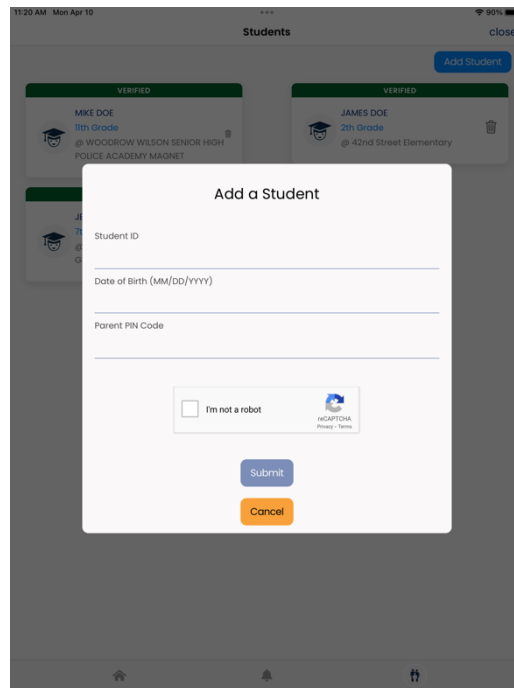 11:20 AM Mon Apr 10
90%
Students
close
Add Student
VERIFIED
MIKE DOE
11th Grade
@ WOODROW WILSON SENIOR HIGH
POLICE ACADEMY MAGNET
VERIFIED
JAMES DOE
2th Grade
@ 42nd Street Elementary
JE
7t
@
G
Add a Student
Student ID
Date of Birth (MM/DD/YYYY)
Parent PIN Code
I'm not a robot
reCAPTCHA
Privacy - Terms
Submit
Cancel